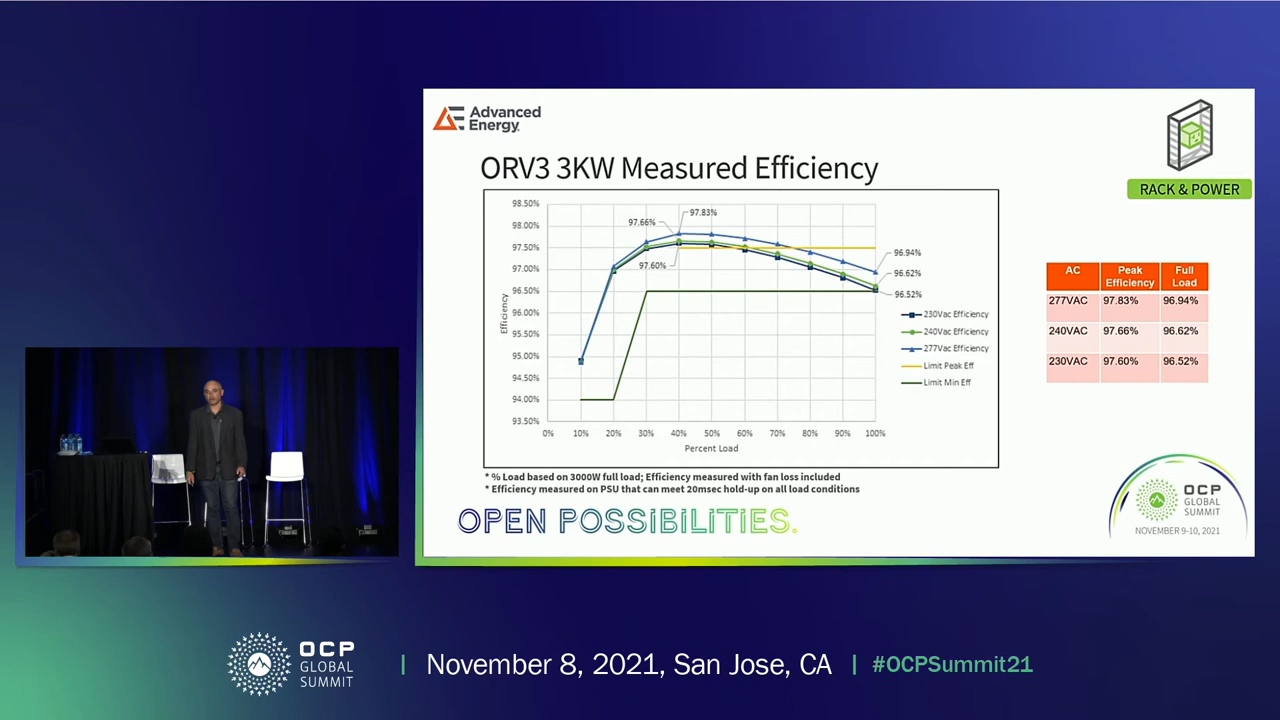 Advanced
Energy
RACK & POWER
ORV3 3KW Measured Efficiency
98.50%
98.00%
97.50%
97.00%
96.50%
96.00%
95.50%
95.00%
94.50%
94.00%
93.50%
Efficiency
97.66%
97.83%
97.60%
96.94%
96.62%
96.52%
230Vac Efficiency
240Vac Efficiency
277Vac Efficiency
Limit Peak Eff
Limit Min Eff
0% 10% 20% 30% 40% 50% 60% 70% 80% 90% 100%
Percent Load
AC Peak Efficiency Full Load
277VAC 97.83% 96.94%
240VAC 97.66% 96.62%
230VAC 97.60% 96.52%
* % Load based on 3000W full load; Efficiency measured with fan loss included
* Efficiency measured on PSU that can meet 20msec hold-up on all load conditions
OPEN POSSIBILITIES.
OCP
GLOBAL
SUMMIT
NOVEMBER 9-10, 2021
OCP
GLOBAL
SUMMIT
| November 8, 2021, San Jose, CA | #OCPSummit21